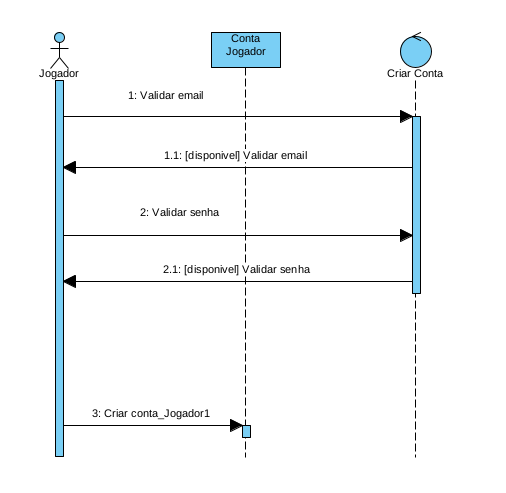 Conta
Jogador
Jogador
Criar Conta
1: Validar email
1.1: [disponivel] Validar email
2: Validar senha
2.1: [disponivel] Validar senha
3: Criar conta_Jogador1